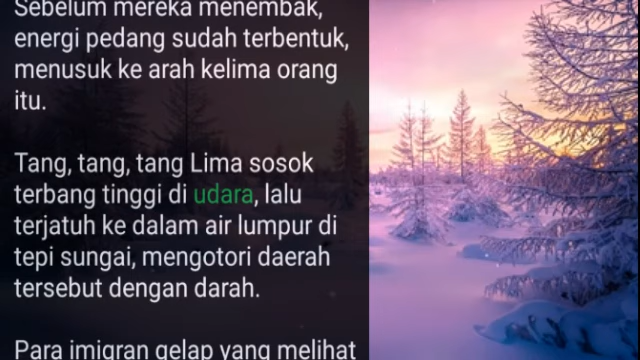 Sebelum mereka menembak,
energi pedang sudah terbentuk,
menusuk ke arah kelima orang
itu.
Tang, tang, tang Lima sosok
terbang tinggi di udara, lalu
terjatuh ke dalam air lumpur di
tepi sungai, mengotori daerah
tersebut dengan darah.
Para imigran gelap yang melihat